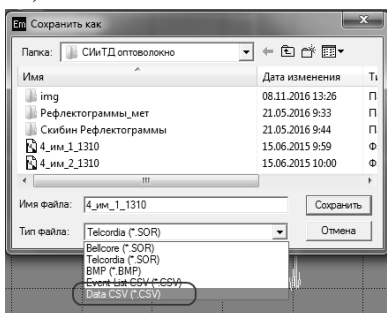 Em Сохранить как
Папка: СИиТД оптоволокно
Имя Дата изменения Ти
img 08.11.2016 13:26 П
Рефлектограммы_мет 21.05.2016 9:33 П
Скибин Рефлектограммы 21.05.2016 9:44 П
4_им_1_1310 15.06.2015 9:59 Ф
4_им_2_1310 15.06.2015 10:00 Ф
Имя файла: 4_им_1_1310 Сохранить
Тип файла: Telcordia (*.SOR) Отмена
Bellcore (*.SOR)
Telcordia (*.SOR)
BMP (*.BMP)
Event List CSV (*.CSV)
Data CSV (*.CSV)